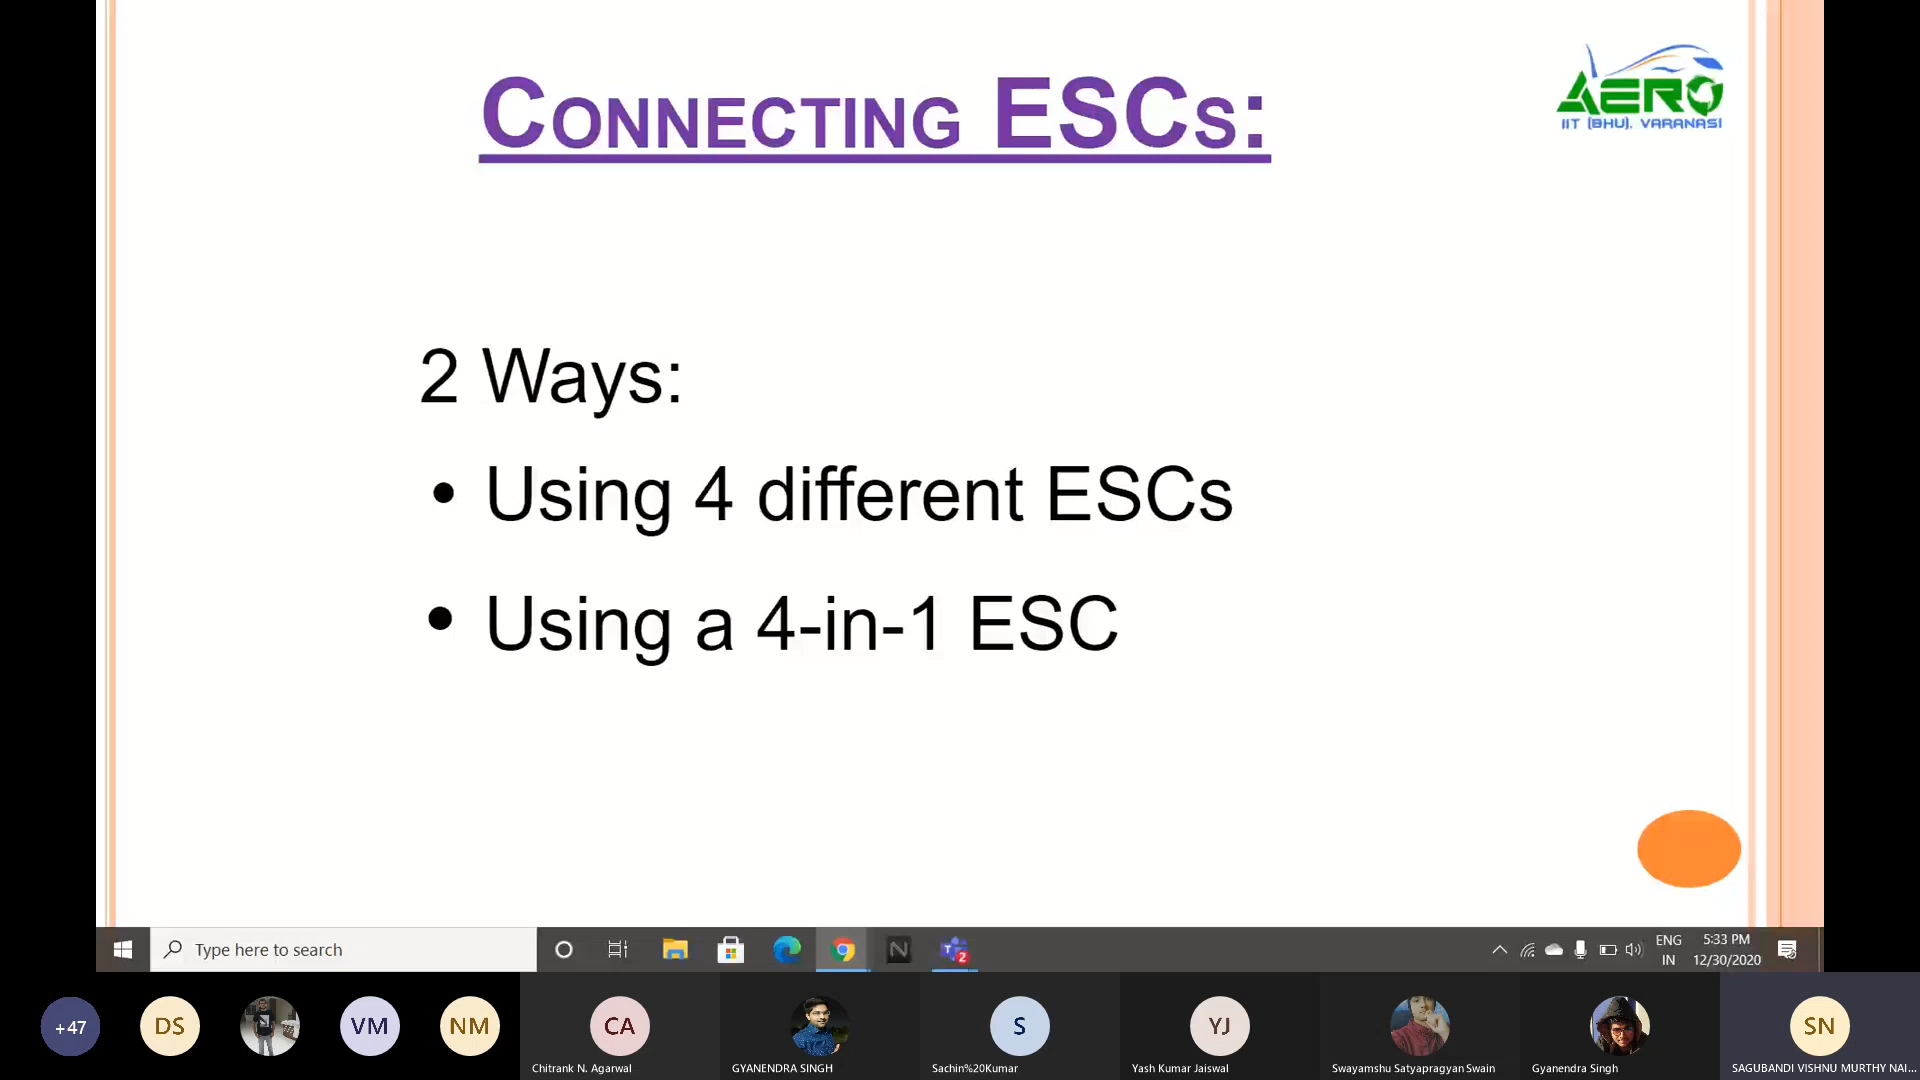 CONNECTING ESCS:
AERO
IIT (BHU). VARANASI
2 Ways:
• Using 4 different ESCs
• Using a 4-in-1 ESC
Type here to search
ENG
IN
5:33 PM
12/30/2020
2
+47
DS
VM
NM
CA
S
YJ
SN
Chitrank N. Agarwal
GYANENDRA SINGH
Sachin%20Kumar
Yash Kumar Jaiswal
Swayamshu Satyapragyan Swain
Gyanendra Singh
SAGUBANDI VISHNU MURTHY NAI...